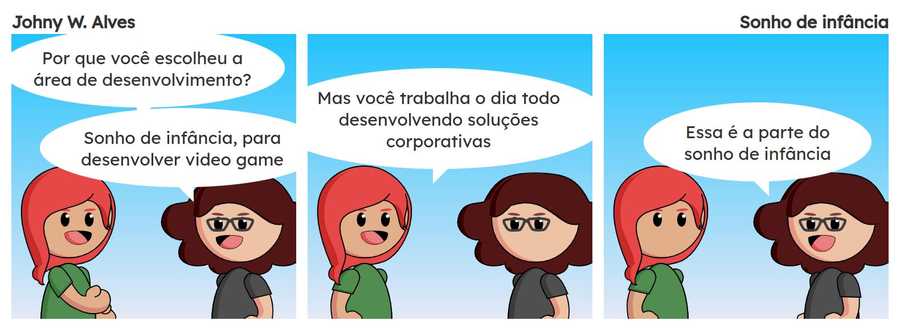 Johny W. Alves
Sonho de infância
Por que você escolheu a
área de desenvolvimento?
Sonho de infância, para
desenvolver video game
Mas você trabalha o dia todo
desenvolvendo soluções
corporativas
Essa é a parte do
sonho de infância